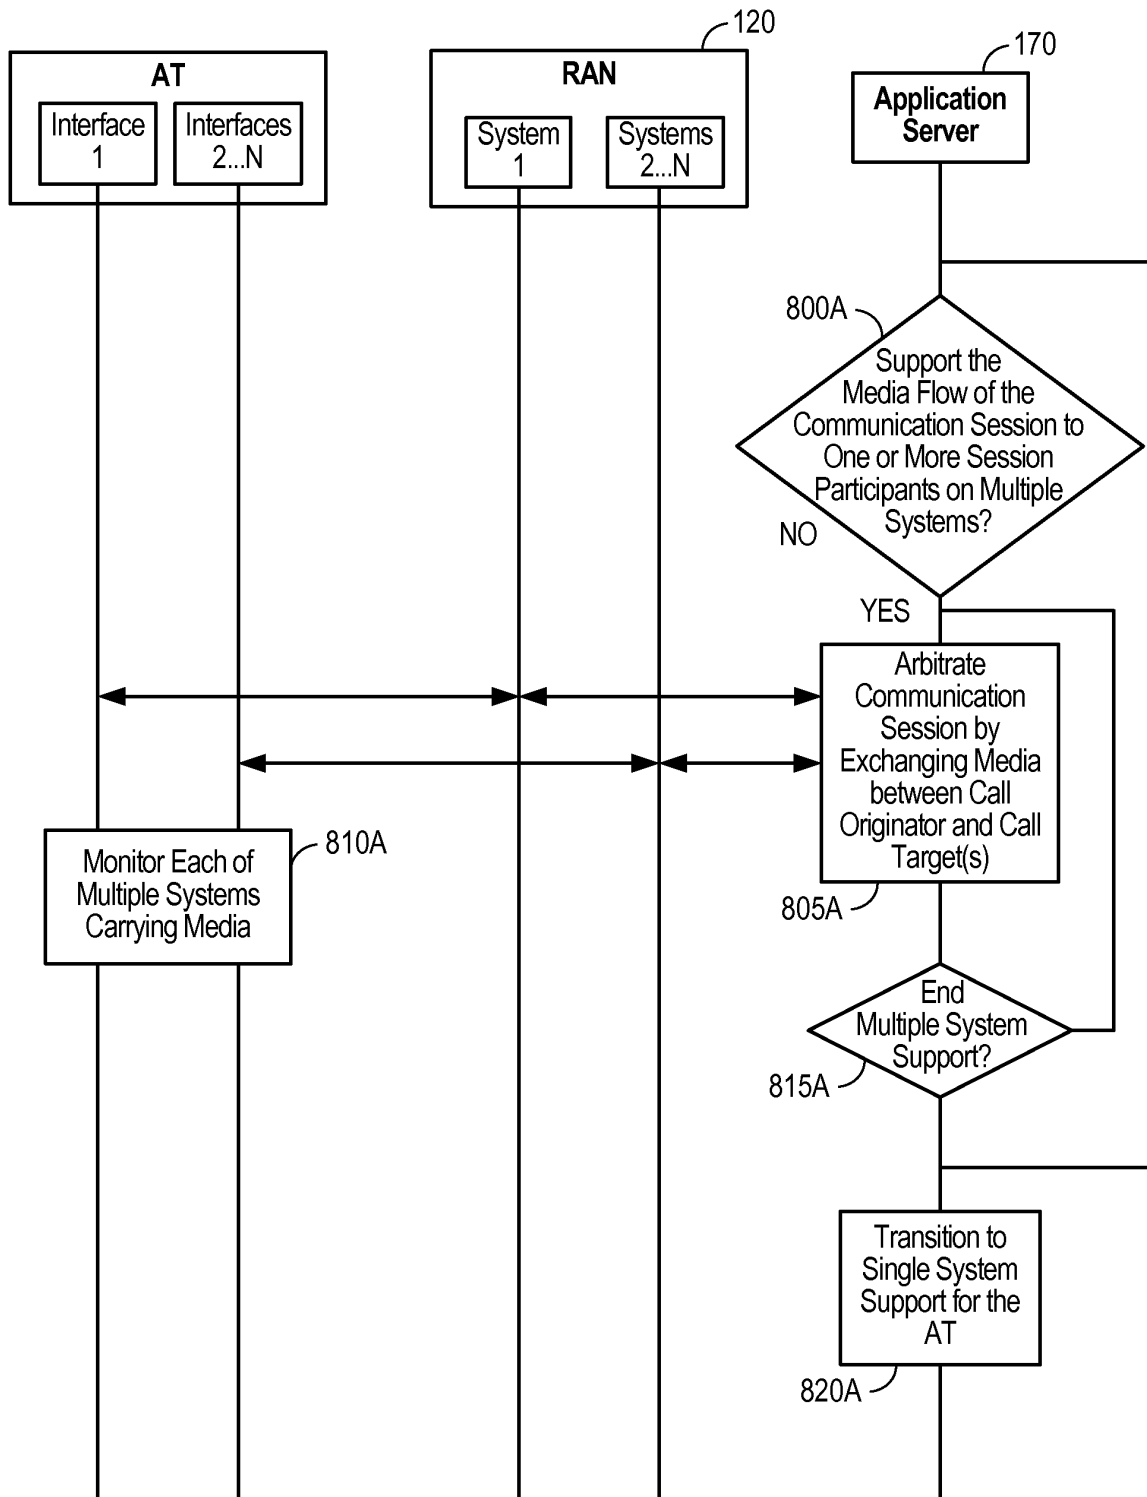 120
170
AT
RAN
Application
Server
Interface
1
Interfaces
2...N
System
1
Systems
2...N
800A
Support the
Media Flow of the
Communication Session to
One or More Session
Participants on Multiple
Systems?
NO
YES
Arbitrate
Communication
Session by
Exchanging Media
between Call
Originator and Call
Target(s)
805A
Monitor Each of
Multiple Systems
Carrying Media
810A
End
Multiple System
Support?
815A
Transition to
Single System
Support for the
AT
820A